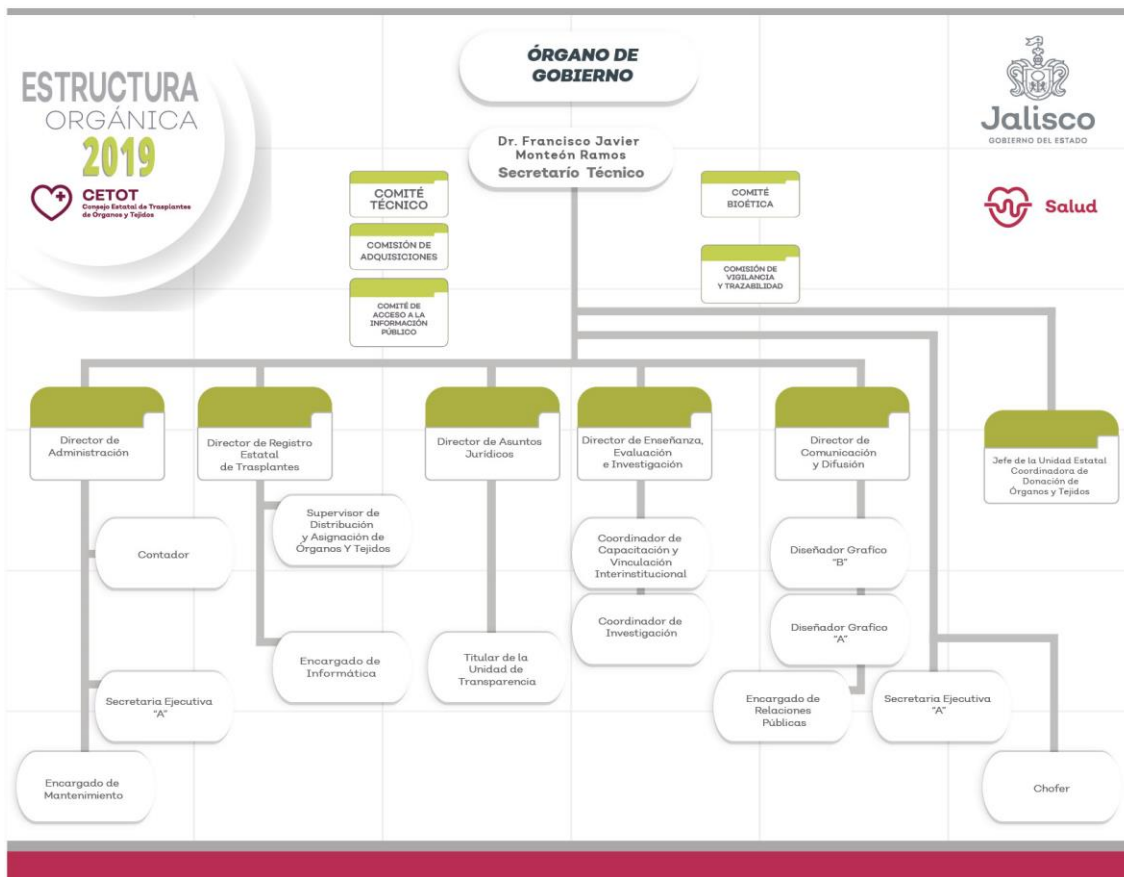 ESTRUCTURA
ORGÁNICA
2019
CETOT
Consejo Estatal de Trasplantes
de Órganos y Tejidos
ÓRGANO DE
GOBIERNO
Jalisco
GOBIERNO DEL ESTADO
Salud
Dr. Francisco Javier
Monteón Ramos
Secretario Técnico
COMITÉ
TÉCNICO
COMISIÓN DE
ADQUISICIONES
COMITÉ DE
ACCESO A LA
INFORMACIÓN
PÚBLICO
COMITÉ
BIOÉTICA
COMISIÓN DE
VIGILANCIA
Y TRAZABILIDAD
Director de
Administración
Director de Registro
Estatal
de Trasplantes
Director de Asuntos
Jurídicos
Director de Enseñanza,
Evaluación
e Investigación
Director de
Comunicación
y Difusión
Jefe de la Unidad Estatal
Coordinadora de
Donación de
Órganos y Tejidos
Contador
Secretaria Ejecutiva
"A"
Encargado de
Mantenimiento
Supervisor de
Distribución
y Asignación de
Órganos Y Tejidos
Encargado de
Informática
Titular de la
Unidad de
Transparencia
Coordinador de
Capacitación y
Vinculación
Interinstitucional
Coordinador de
Investigación
Diseñador Grafico
"B"
Diseñador Grafico
"A"
Encargado de
Relaciones
Públicas
Secretaria Ejecutiva
"A"
Chofer